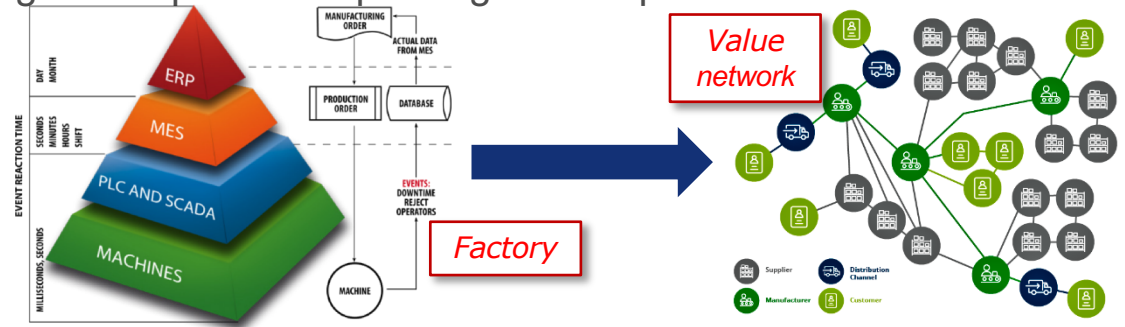 MANUFACTURING
ORDER
ACTUAL DATA
FROM MES
DAY
MONTH
ERP
PRODUCTION
ORDER
DATABASE
SECONDS
MINUTES
HOURS
SHIFT
MES
EVENT REACTION TIME
PLC AND SCADA
EVENTS:
DOWNTIME
REJECT
OPERATORS
MILLISECONDS, SECONDS
MACHINES
MACHINE
Factory
Value
network
Supplier
Distribution
Channel
Manufacturer
Customer